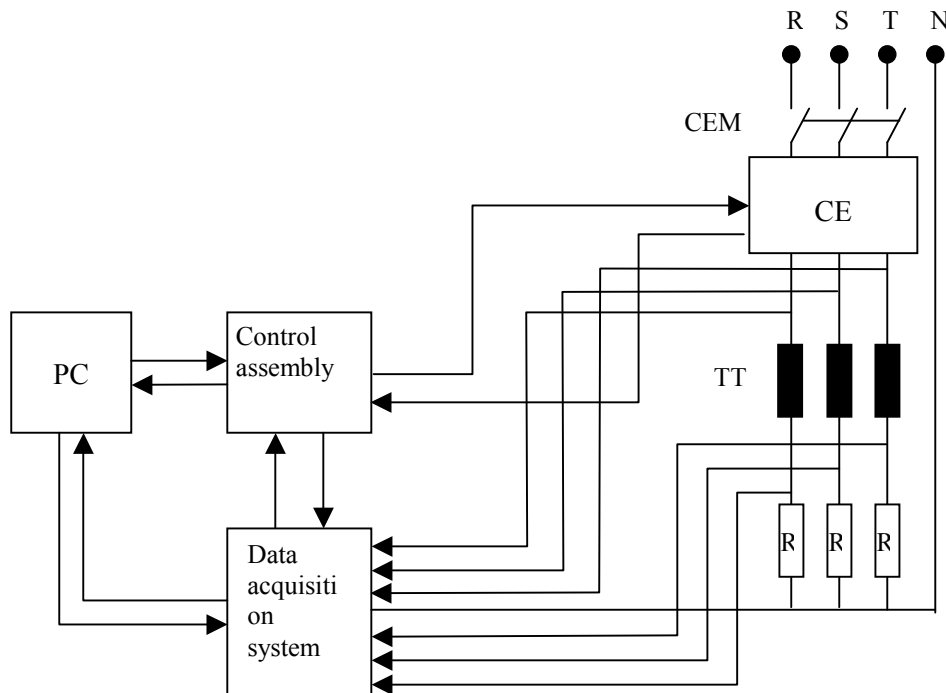 R S T N
CEM
CE
Control
assembly
PC
TT
R R R
Data
acquisiti
on
system